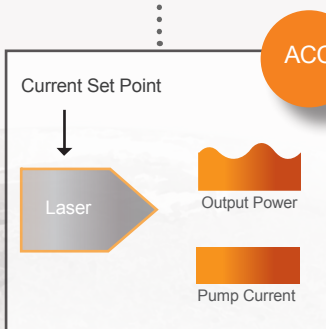 ACC
Current Set Point
Laser
Output Power
Pump Current